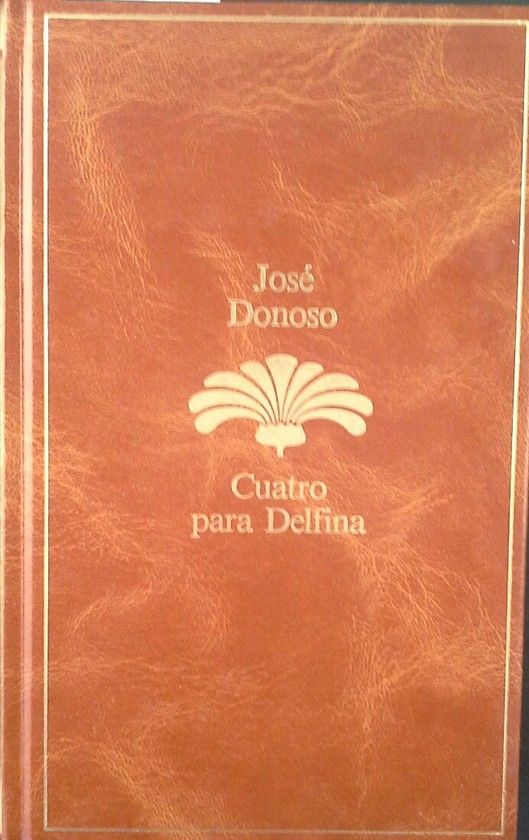 José
Donoso
Cuatro
para Delfina